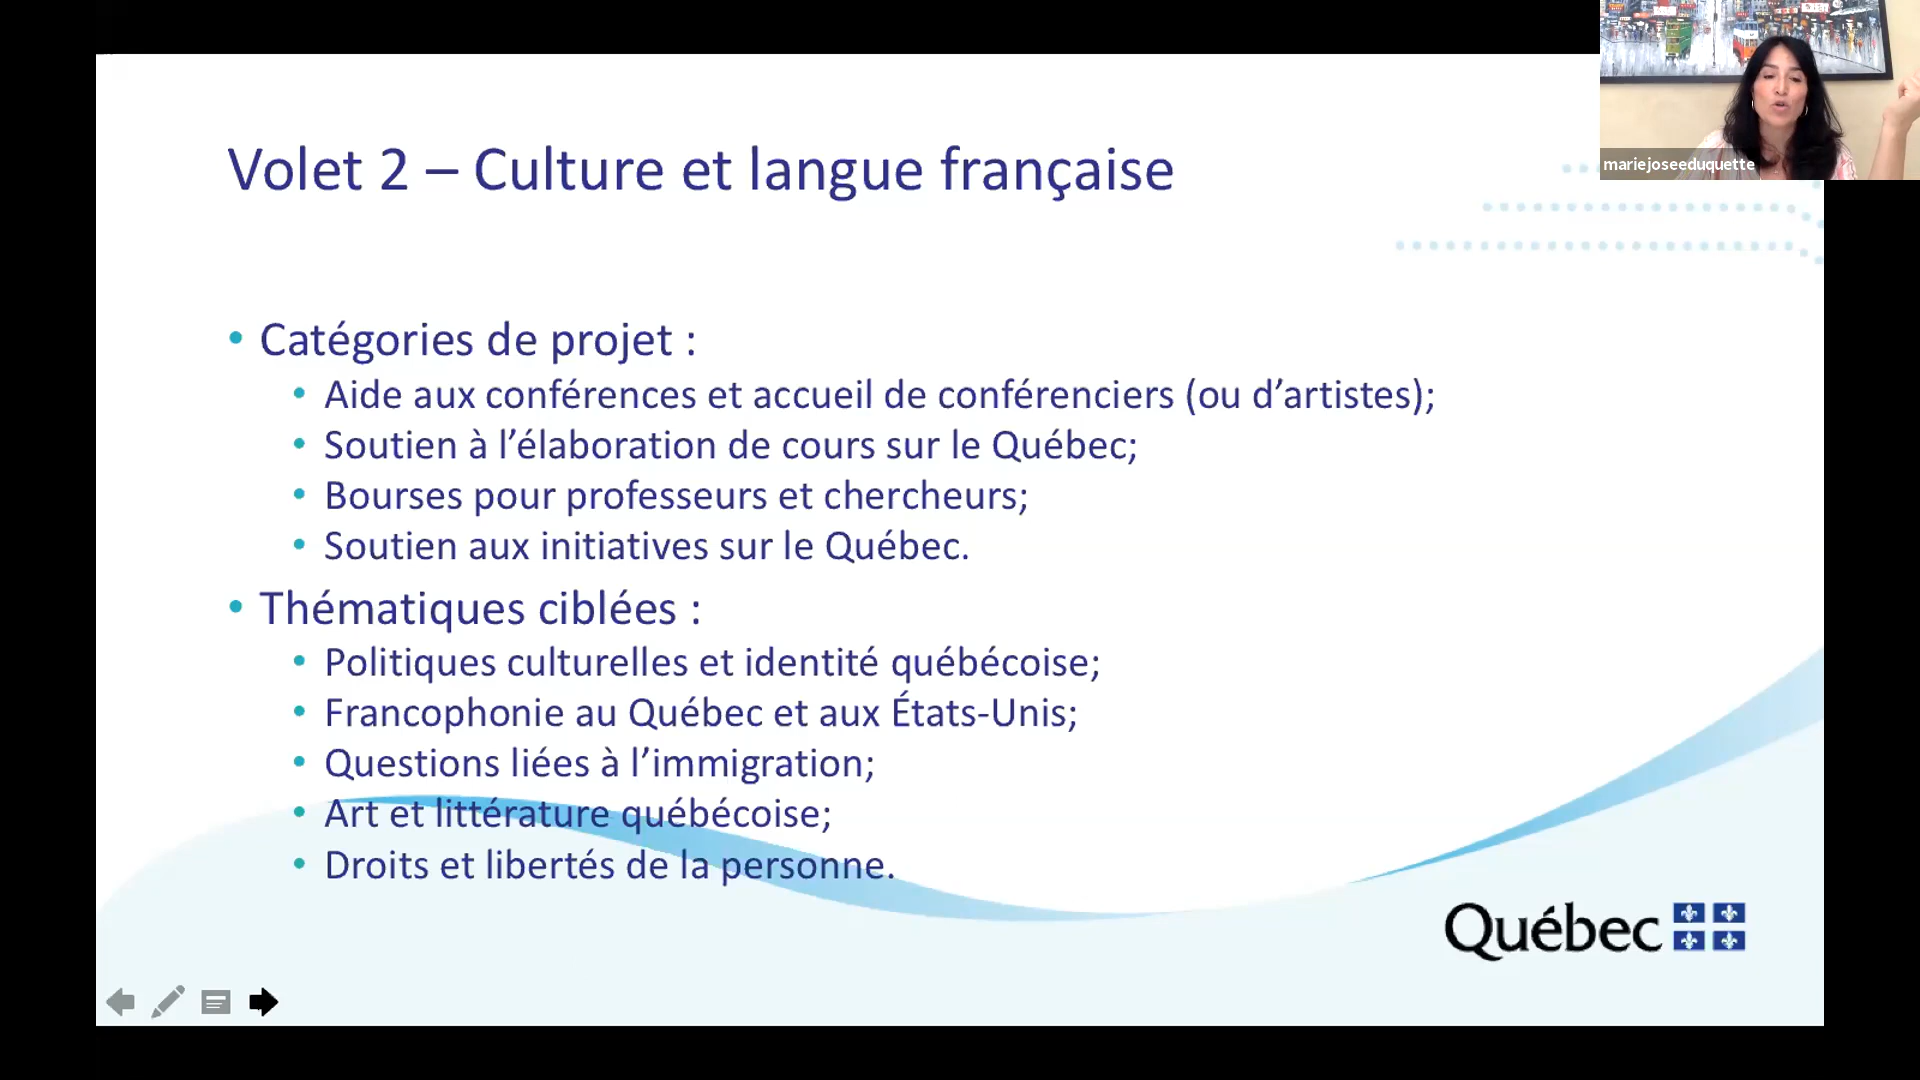 mariejoseeduquette
Volet 2 – Culture et langue française
• Catégories de projet :
• Aide aux conférences et accueil de conférenciers (ou d’artistes);
• Soutien à l’élaboration de cours sur le Québec;
• Bourses pour professeurs et chercheurs;
• Soutien aux initiatives sur le Québec.
• Thématiques ciblées :
• Politiques culturelles et identité québécoise;
• Francophonie au Québec et aux États-Unis;
• Questions liées à l’immigration;
• Art et littérature québécoise;
• Droits et libertés de la personne.
Québec